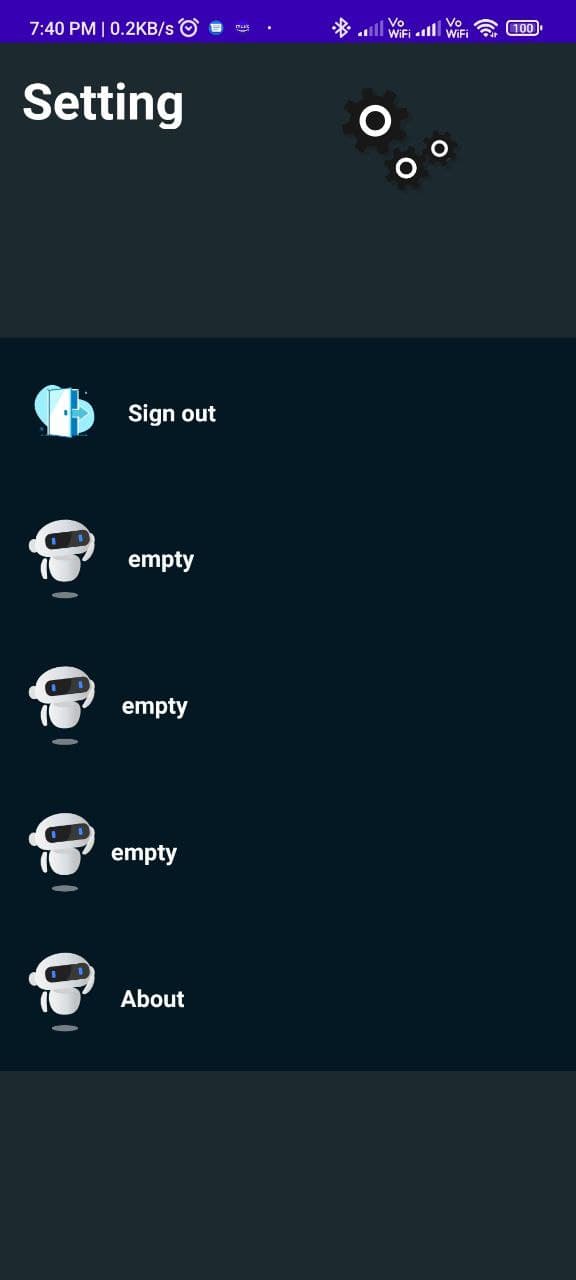 7:40 PM | 0.2KB/s
Vo WiFi Vo WiFi 100
Setting
Sign out
empty
empty
empty
About